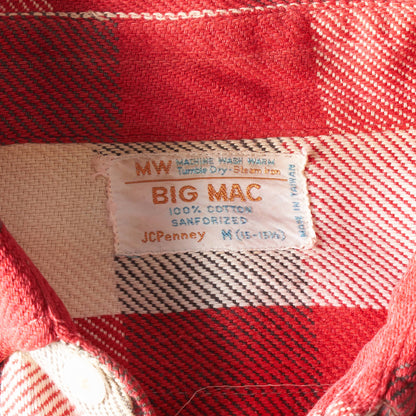 MW MACHINE WASH WARM
Tumble Dry - Steam Iron
BIG MAC
100% COTTON
SANFORIZED
JCPenney M (15-15½)
MADE IN TAIWAN